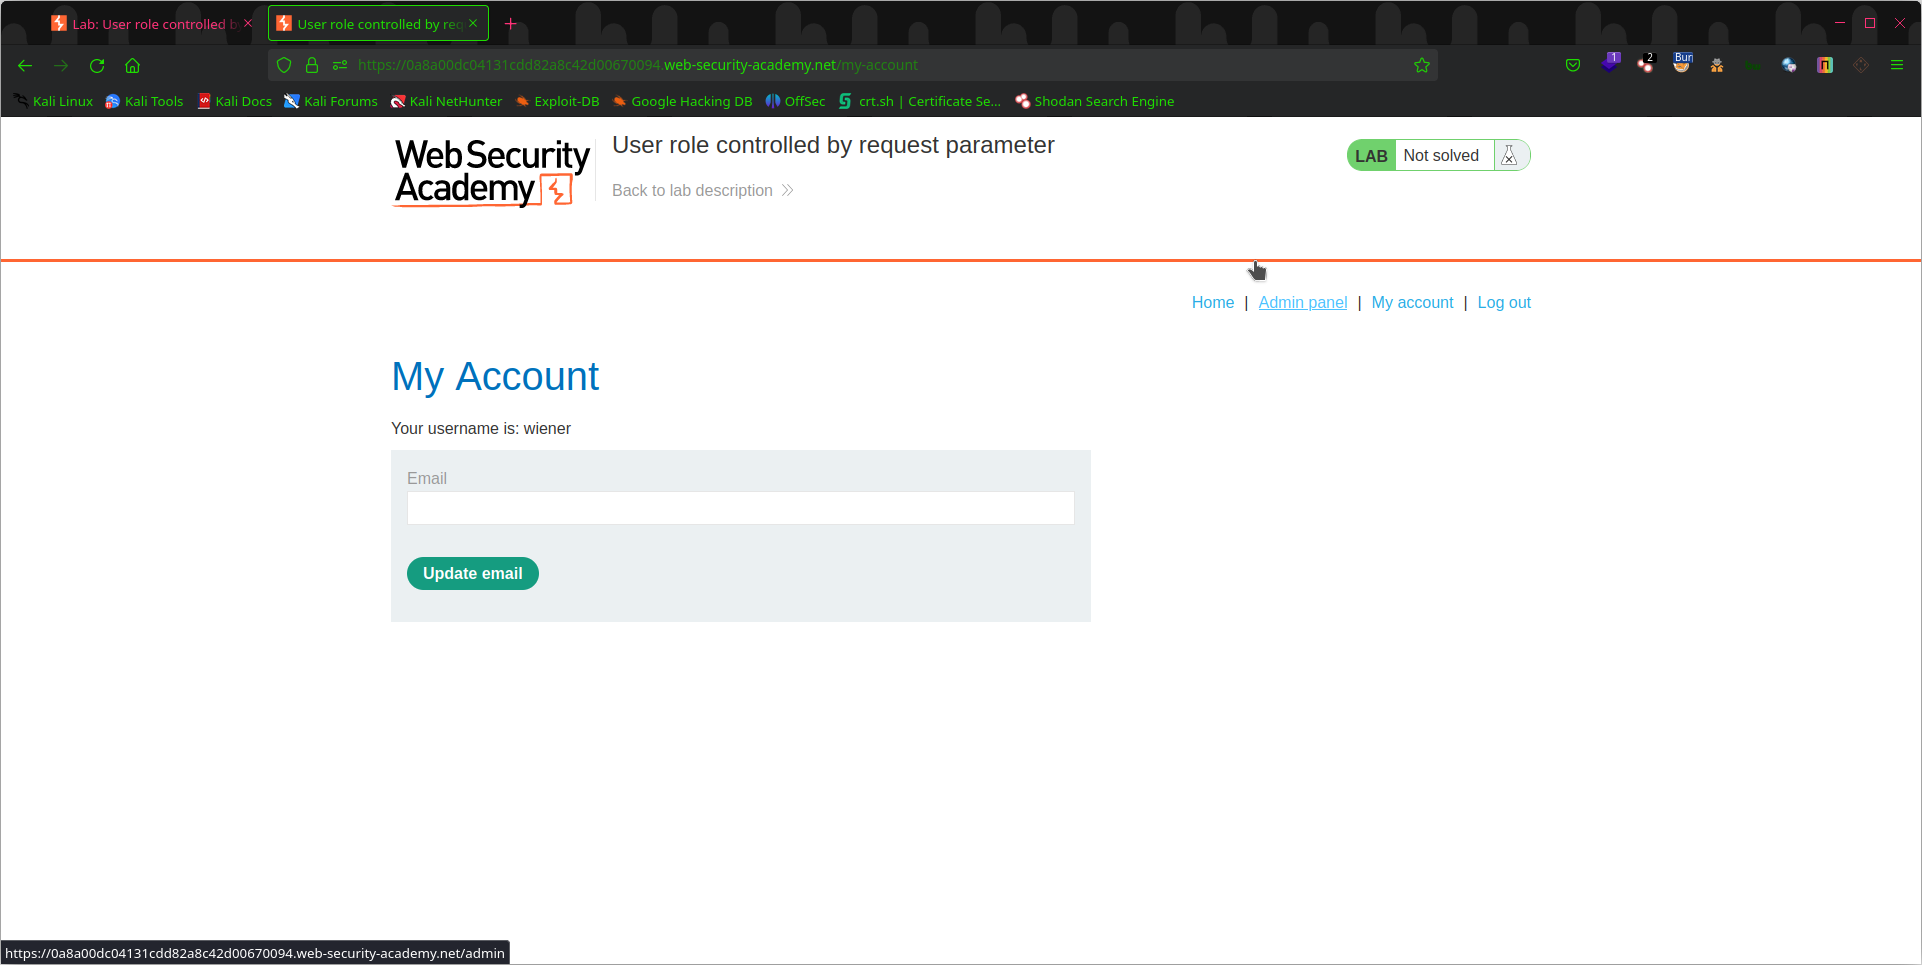 Lab: User role controlled b
User role controlled by req
https://0a8a00dc04131cdd82a8c42d00670094.web-security-academy.net/my-account
1
2
Bur
Kali Linux
Kali Tools
Kali Docs
Kali Forums
Kali NetHunter
Exploit-DB
Google Hacking DB
OffSec
crt.sh | Certificate Se...
Shodan Search Engine
Web Security
Academy
User role controlled by request parameter
Back to lab description
LAB
Not solved
Home | Admin panel | My account | Log out
My Account
Your username is: wiener
Email
Update email
https://0a8a00dc04131cdd82a8c42d00670094.web-security-academy.net/admin